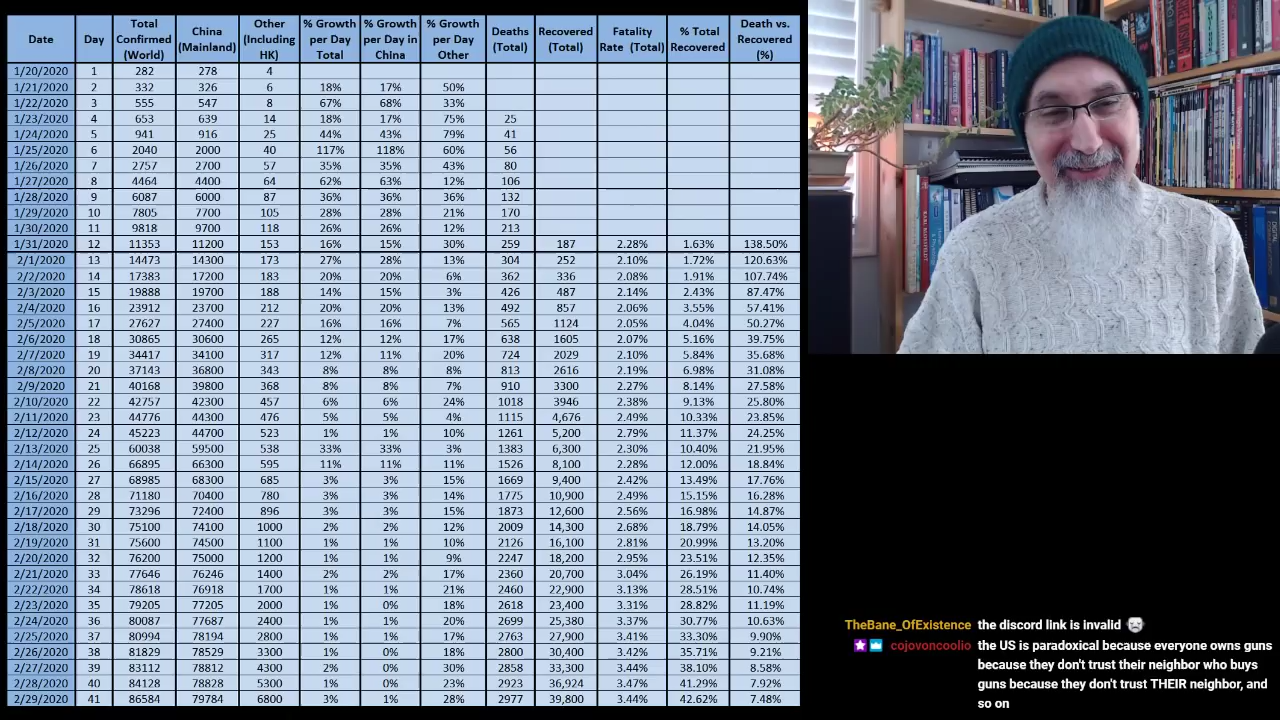 Date Day Total Confirmed (World) China (Mainland) Other (Including HK) % Growth per Day Total % Growth per Day in China % Growth per Day Other Deaths (Total) Recovered (Total) Fatality Rate (Total) % Total Recovered Death vs. Recovered (%)
1/20/2020 1 282 278 4
1/21/2020 2 332 326 6 18% 17% 50%
1/22/2020 3 555 547 8 67% 68% 33%
1/23/2020 4 653 639 14 18% 17% 75% 25
1/24/2020 5 941 916 25 44% 43% 79% 41
1/25/2020 6 2040 2000 40 117% 118% 60% 56
1/26/2020 7 2757 2700 57 35% 35% 43% 80
1/27/2020 8 4464 4400 64 62% 63% 12% 106
1/28/2020 9 6087 6000 87 36% 36% 36% 132
1/29/2020 10 7805 7700 105 28% 28% 21% 170
1/30/2020 11 9818 9700 118 26% 26% 12% 213
1/31/2020 12 11353 11200 153 16% 15% 30% 259 187 2.28% 1.63% 138.50%
2/1/2020 13 14473 14300 173 27% 28% 13% 304 252 2.10% 1.72% 120.63%
2/2/2020 14 17383 17200 183 20% 20% 6% 362 336 2.08% 1.91% 107.74%
2/3/2020 15 19888 19700 188 14% 15% 3% 426 487 2.14% 2.43% 87.47%
2/4/2020 16 23912 23700 212 20% 20% 13% 492 857 2.06% 3.55% 57.41%
2/5/2020 17 27627 27400 227 16% 16% 7% 565 1124 2.05% 4.04% 50.27%
2/6/2020 18 30865 30600 265 12% 12% 17% 638 1605 2.07% 5.16% 39.75%
2/7/2020 19 34417 34100 317 12% 11% 20% 724 2029 2.10% 5.84% 35.68%
2/8/2020 20 37143 36800 343 8% 8% 8% 813 2616 2.19% 6.98% 31.08%
2/9/2020 21 40168 39800 368 8% 8% 7% 910 3300 2.27% 8.14% 27.58%
2/10/2020 22 42757 42300 457 6% 6% 24% 1018 3946 2.38% 9.13% 25.80%
2/11/2020 23 44776 44300 476 5% 5% 4% 1115 4,676 2.49% 10.33% 23.85%
2/12/2020 24 45223 44700 523 1% 1% 10% 1261 5,200 2.79% 11.37% 24.25%
2/13/2020 25 60038 59500 538 33% 33% 3% 1383 6,300 2.30% 10.40% 21.95%
2/14/2020 26 66895 66300 595 11% 11% 11% 1526 8,100 2.28% 12.00% 18.84%
2/15/2020 27 68985 68300 685 3% 3% 15% 1669 9,400 2.42% 13.49% 17.76%
2/16/2020 28 71180 70400 780 3% 3% 14% 1775 10,900 2.49% 15.15% 16.28%
2/17/2020 29 73296 72400 896 3% 3% 15% 1873 12,600 2.56% 16.98% 14.87%
2/18/2020 30 75100 74100 1000 2% 2% 12% 2009 14,300 2.68% 18.79% 14.05%
2/19/2020 31 75600 74500 1100 1% 1% 10% 2126 16,100 2.81% 20.99% 13.20%
2/20/2020 32 76200 75000 1200 1% 1% 9% 2247 18,200 2.95% 23.51% 12.35%
2/21/2020 33 77646 76246 1400 2% 2% 17% 2360 20,700 3.04% 26.19% 11.40%
2/22/2020 34 78618 76918 1700 1% 1% 21% 2460 22,900 3.13% 28.51% 10.74%
2/23/2020 35 79205 77205 2000 1% 0% 18% 2618 23,400 3.31% 28.82% 11.19%
2/24/2020 36 80087 77687 2400 1% 1% 20% 2699 25,100 3.37% 30.77% 10.63%
2/25/2020 37 80994 78194 2800 1% 1% 17% 2763 27,900 3.41% 33.30% 9.90%
2/26/2020 38 81822 78529 3300 1% 0% 18% 2800 30,400 3.42% 35.71% 9.21%
2/27/2020 39 83112 78812 4300 2% 0% 30% 2858 33,300 3.44% 38.10% 8.58%
2/28/2020 40 84128 78828 5300 1% 0% 23% 2923 36,924 3.47% 41.29% 7.92%
2/29/2020 41 86584 79784 6800 3% 1% 28% 2977 39,800 3.44% 42.62% 7.48%
TheBane_OfExistence the discord link is invalid
cojovoncoolio the US is paradoxical because everyone owns guns
because they don't trust their neighbor who buys
guns because they don't trust THEIR neighbor, and
so on